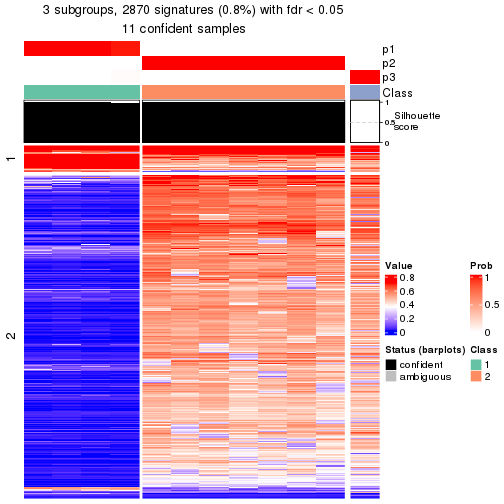 3 subgroups, 2870 signatures (0.8%) with fdr < 0.05
11 confident samples
p1
p2
p3
Class
1
0.5
0
Silhouette
score
1
2
Value
0.8
0.6
0.4
0.2
0
Prob
1
0.5
0
Status (barplots)
confident
ambiguous
Class
1
2